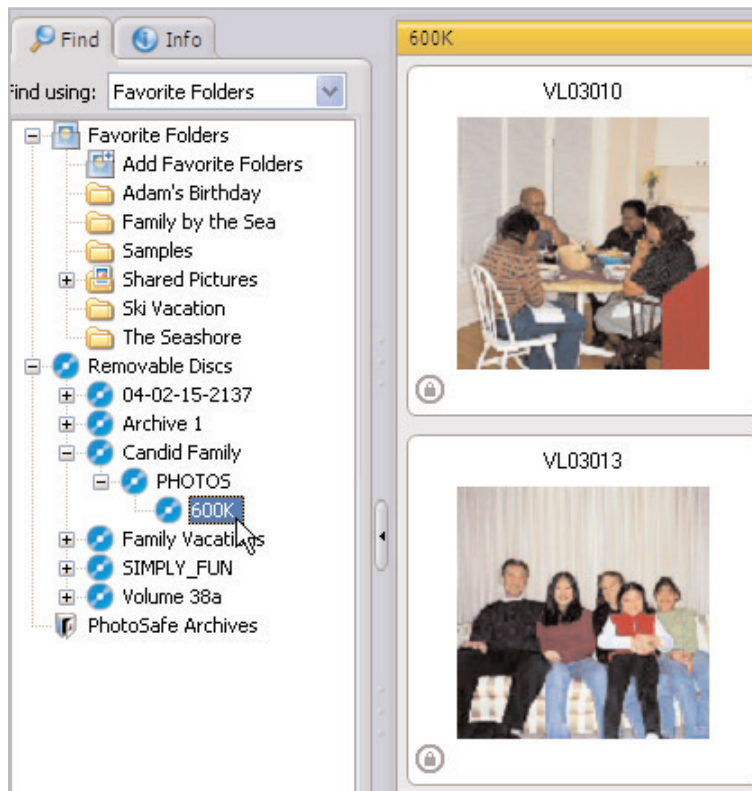 Find
Info
Find using:
Favorite Folders
Favorite Folders
Add Favorite Folders
Adam's Birthday
Family by the Sea
Samples
Shared Pictures
Ski Vacation
The Seashore
Removable Discs
04-02-15-2137
Archive 1
Candid Family
PHOTOS
600K
Family Vacations
SIMPLY_FUN
Volume 38a
PhotoSafe Archives
600K
VL03010
VL03013